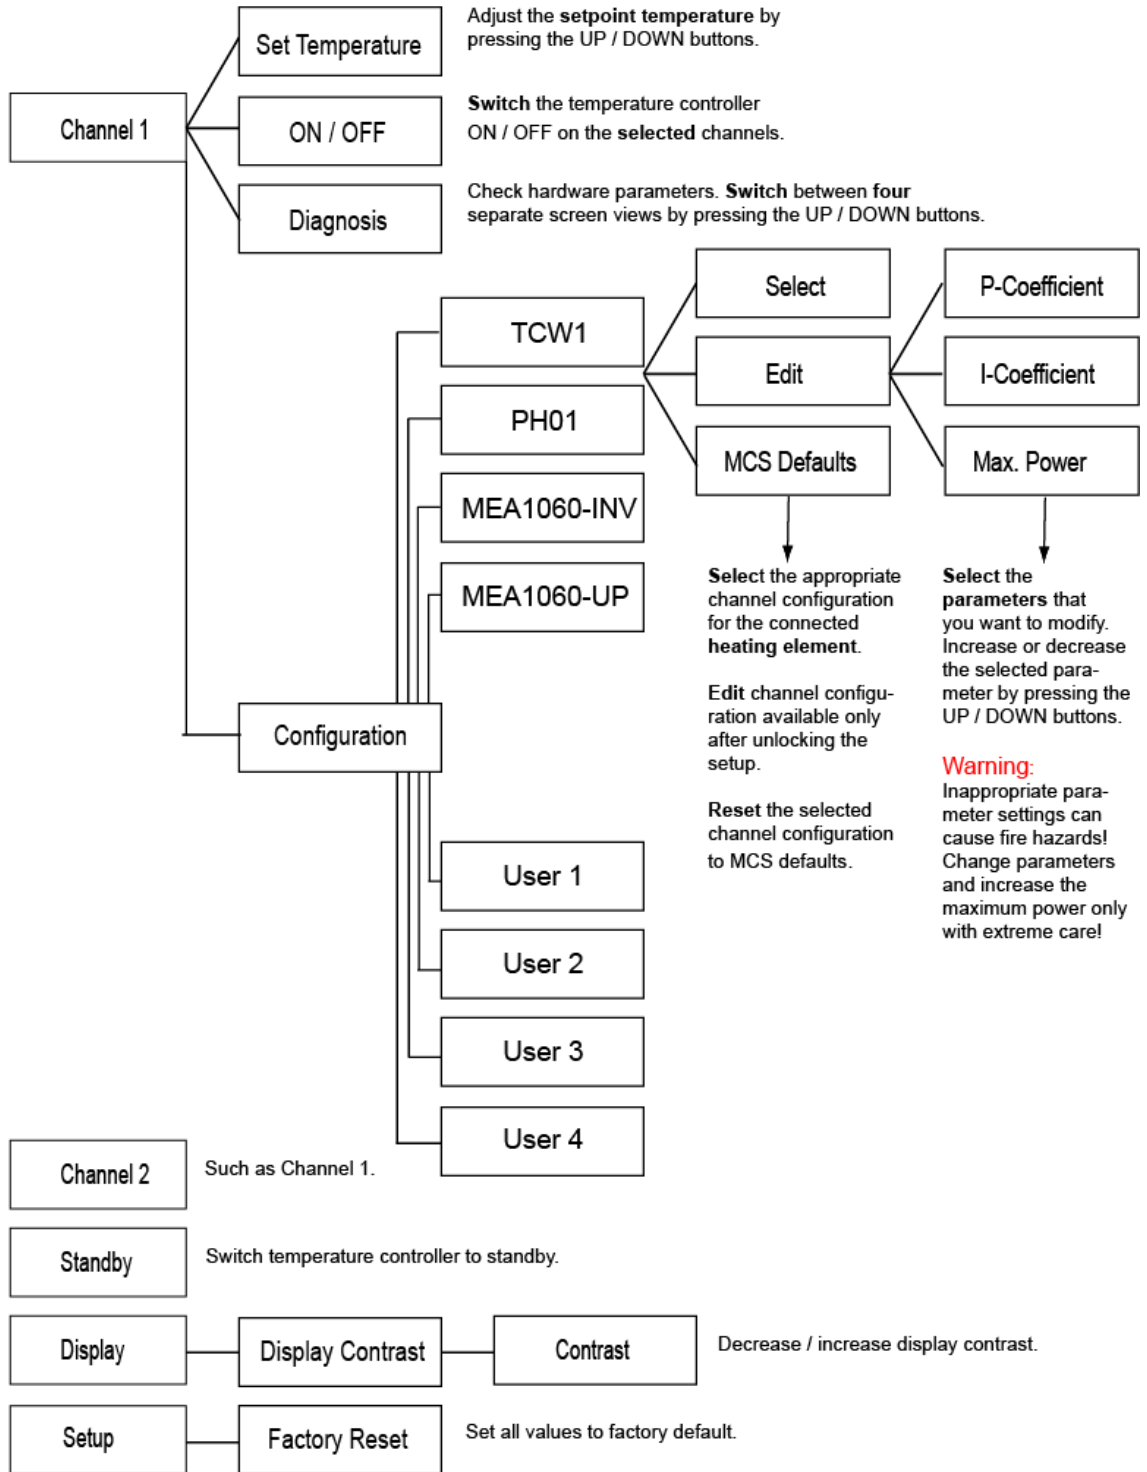 Adjust the setpoint temperature by
pressing the UP / DOWN buttons.
Set Temperature
Channel 1
Switch the temperature controller
ON / OFF on the selected channels.
ON / OFF
Check hardware parameters. Switch between four
separate screen views by pressing the UP / DOWN buttons.
Diagnosis
TCW1
PH01
MEA1060-INV
MEA1060-UP
Select
Edit
MCS Defaults
P-Coefficient
I-Coefficient
Max. Power
Select the appropriate
channel configuration
for the connected
heating element.
Edit channel configu-
ration available only
after unlocking the
setup.
Reset the selected
channel configuration
to MCS defaults.
Select the
parameters that
you want to modify.
Increase or decrease
the selected para-
meter by pressing the
UP / DOWN buttons.
Warning:
Inappropriate para-
meter settings can
cause fire hazards!
Change parameters
and increase the
maximum power only
with extreme care!
Configuration
User 1
User 2
User 3
User 4
Channel 2
Such as Channel 1.
Standby
Switch temperature controller to standby.
Display
Display Contrast
Contrast
Decrease / increase display contrast.
Setup
Factory Reset
Set all values to factory default.